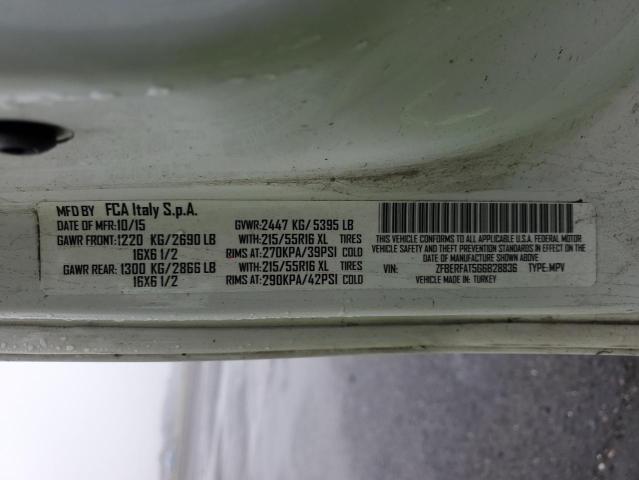 MFD BY FCA Italy S.p.A.
DATE OF MFR: 10/15 GVWR: 2447 KG/ 5395 LB
GAWR FRONT: 1220 KG/2690 LB WITH: 215/55R16 XL TIRES
16X6 1/2 RIMS AT: 270KPA/39PSI COLD
GAWR REAR: 1300 KG/2866 LB WITH: 215/55R16 XL TIRES
16X6 1/2 RIMS AT: 290KPA/42PSI COLD
THIS VEHICLE CONFORMS TO ALL APPLICABLE U.S.A. FEDERAL MOTOR
VEHICLE SAFETY AND THEFT PREVENTION STANDARDS IN EFFECT ON THE
DATE OF MANUFACTURE SHOWN ABOVE
VIN: ZFBERFAT5G6B28836 TYPE: MPV
VEHICLE MADE IN: TURKEY